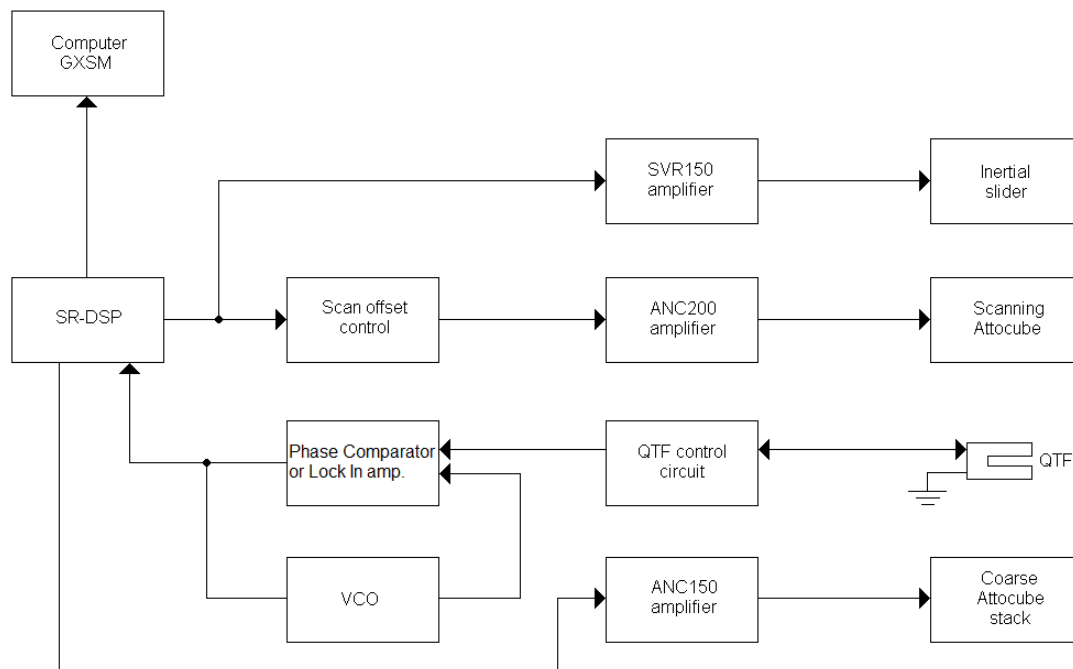 Computer
GXSM
SVR150
amplifier
Inertial
slider
SR-DSP
Scan offset
control
ANC200
amplifier
Scanning
Attocube
Phase Comparator
or Lock In amp.
QTF control
circuit
QTF
VCO
ANC150
amplifier
Coarse
Attocube
stack